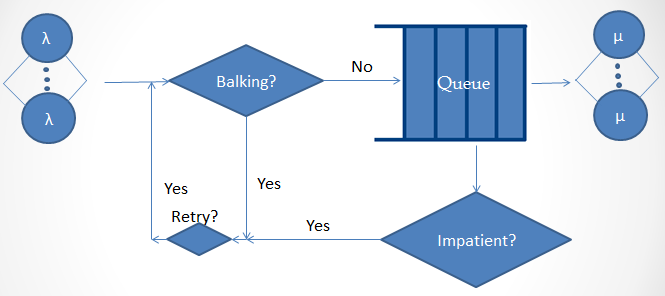 λ
λ
Balking?
No
Queue
μ
μ
Yes
Yes
Retry?
Yes
Impatient?